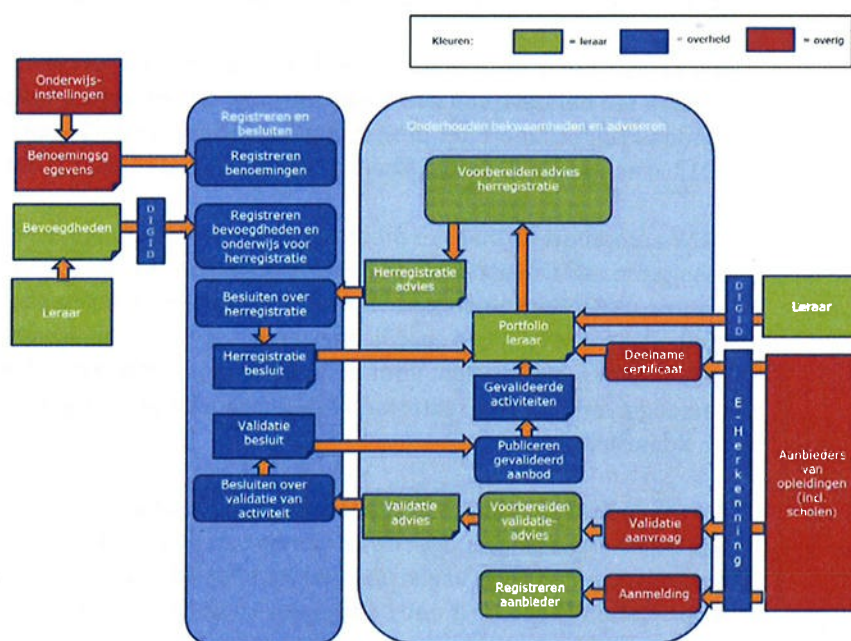 Kleuren:
= leraar
= overheid
= overig
Onderwijs-
instellingen
Benoemingsg
egevens
Bevoegdheden
Leraar
DIGID
Registreren en
besluiten
Registreren
benoemingen
Registreren
bevoegdheden en
onderwijs voor
herregistratie
Besluiten over
herregistratie
Herregistratie
besluit
Validatie
besluit
Besluiten over
validatie van
activiteit
Onderhouden bekwaamheden en adviseren
Voorbereiden advies
herregistratie
Herregistratie
advies
Portfolio
leraar
Deelname
certificaat
Gevalideerde
activiteiten
Publiceren
gevalideerd
aanbod
Validatie
advies
Voorbereiden
validatie-
advies
Validatie
aanvraag
Registreren
aanbieder
Aanmelding
DIGID
Leraar
E-Herkenning
Aanbieders
van
opleidingen
(incl.
scholen)